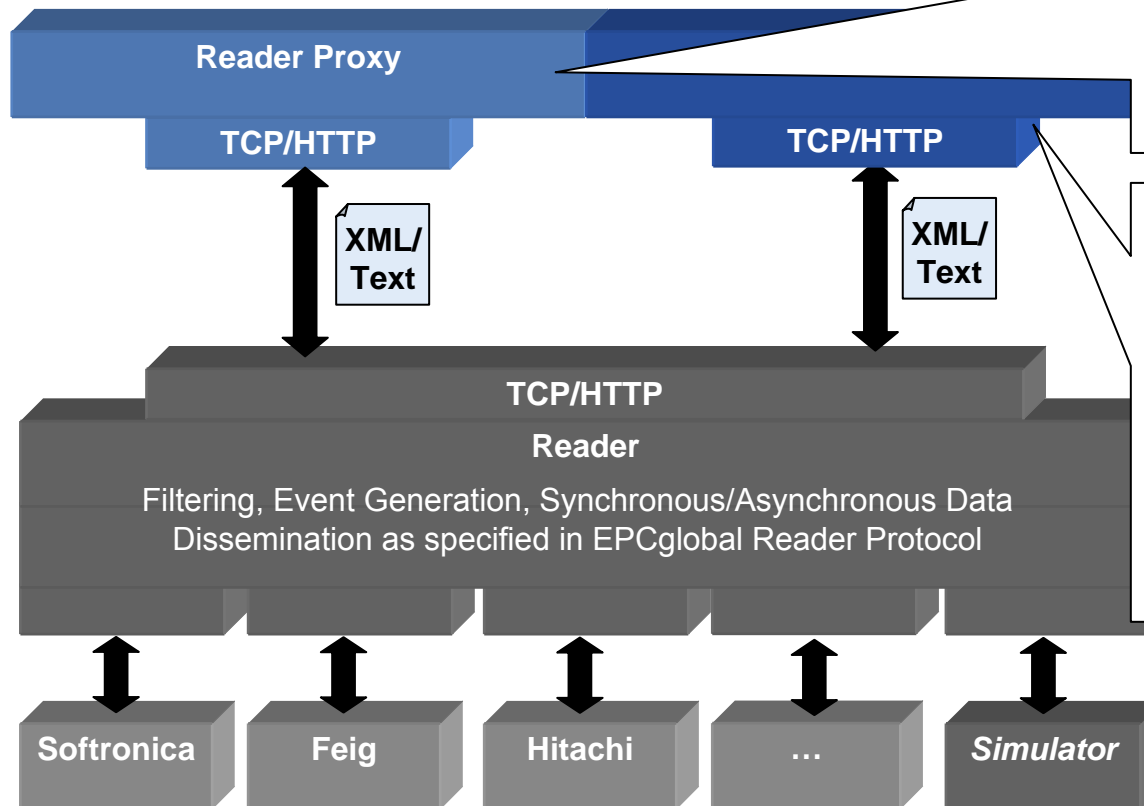 Reader Proxy
TCP/HTTP
TCP/HTTP
XML/
Text
XML/
Text
TCP/HTTP
Reader
Filtering, Event Generation, Synchronous/Asynchronous Data
Dissemination as specified in EPCglobal Reader Protocol
Softronica
Feig
Hitachi
...
Simulator